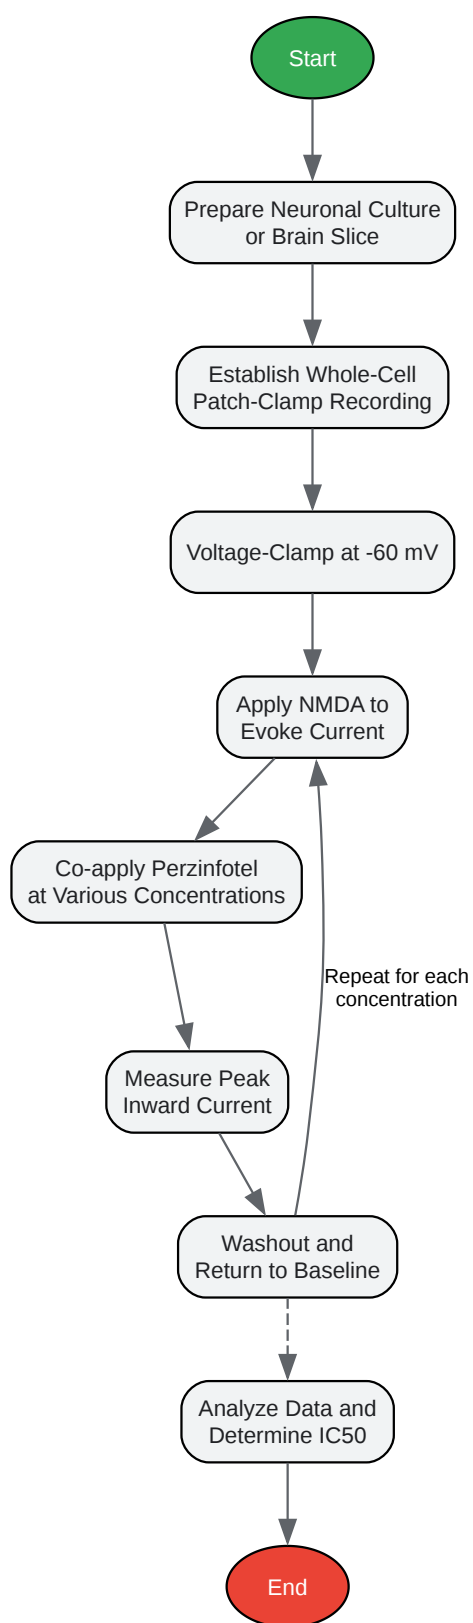 Start
Prepare Neuronal Culture
or Brain Slice
Establish Whole-Cell
Patch-Clamp Recording
Voltage-Clamp at -60 mV
Apply NMDA to
Evoke Current
Co-apply Perzinfotel
at Various Concentrations
Repeat for each
concentration
Measure Peak
Inward Current
Washout and
Return to Baseline
Analyze Data and
Determine IC50
End